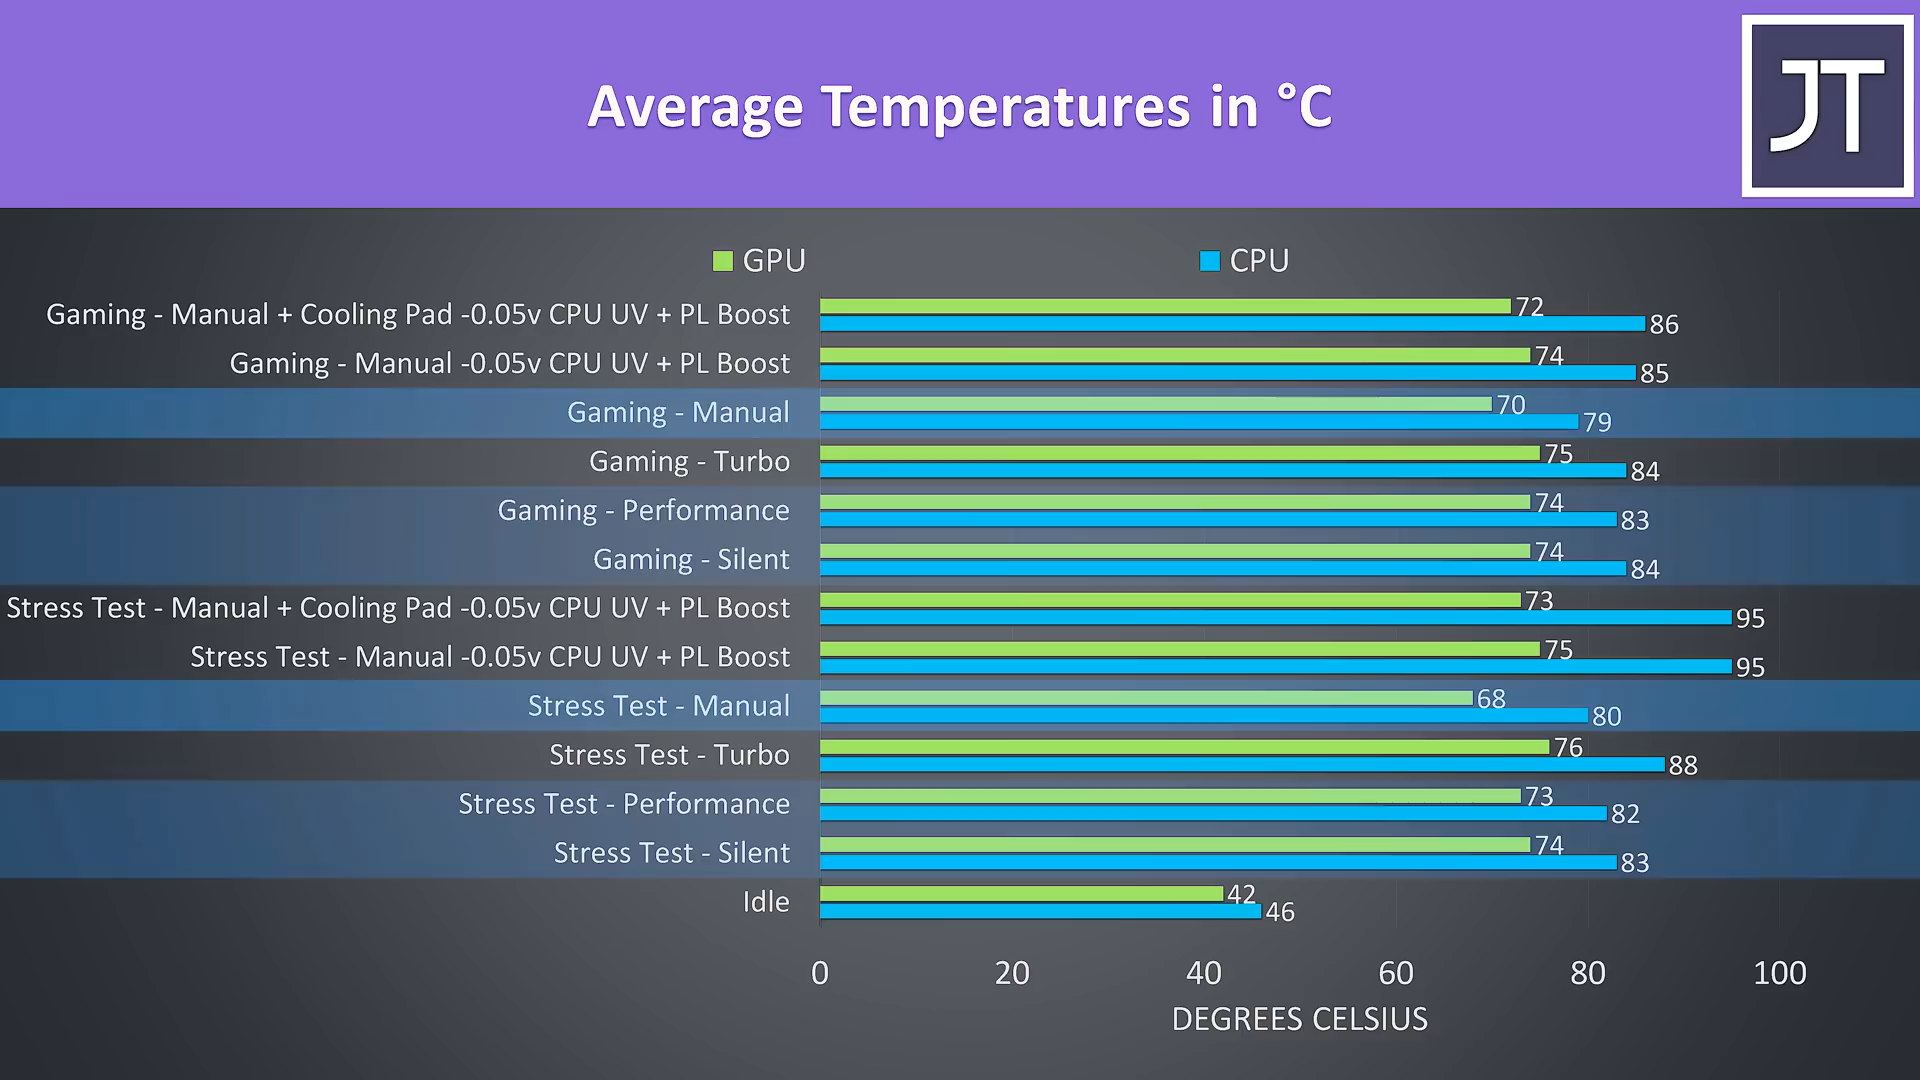 Average Temperatures in °C
JT
GPU CPU
Gaming - Manual + Cooling Pad -0.05v CPU UV + PL Boost 72 86
Gaming - Manual -0.05v CPU UV + PL Boost 74 85
Gaming - Manual 70 79
Gaming - Turbo 75 84
Gaming - Performance 74 83
Gaming - Silent 74 84
Stress Test - Manual + Cooling Pad -0.05v CPU UV + PL Boost 73 95
Stress Test - Manual -0.05v CPU UV + PL Boost 75 95
Stress Test - Manual 68 80
Stress Test - Turbo 76 88
Stress Test - Performance 73 82
Stress Test - Silent 74 83
Idle 42 46
0 20 40 60 80 100
DEGREES CELSIUS